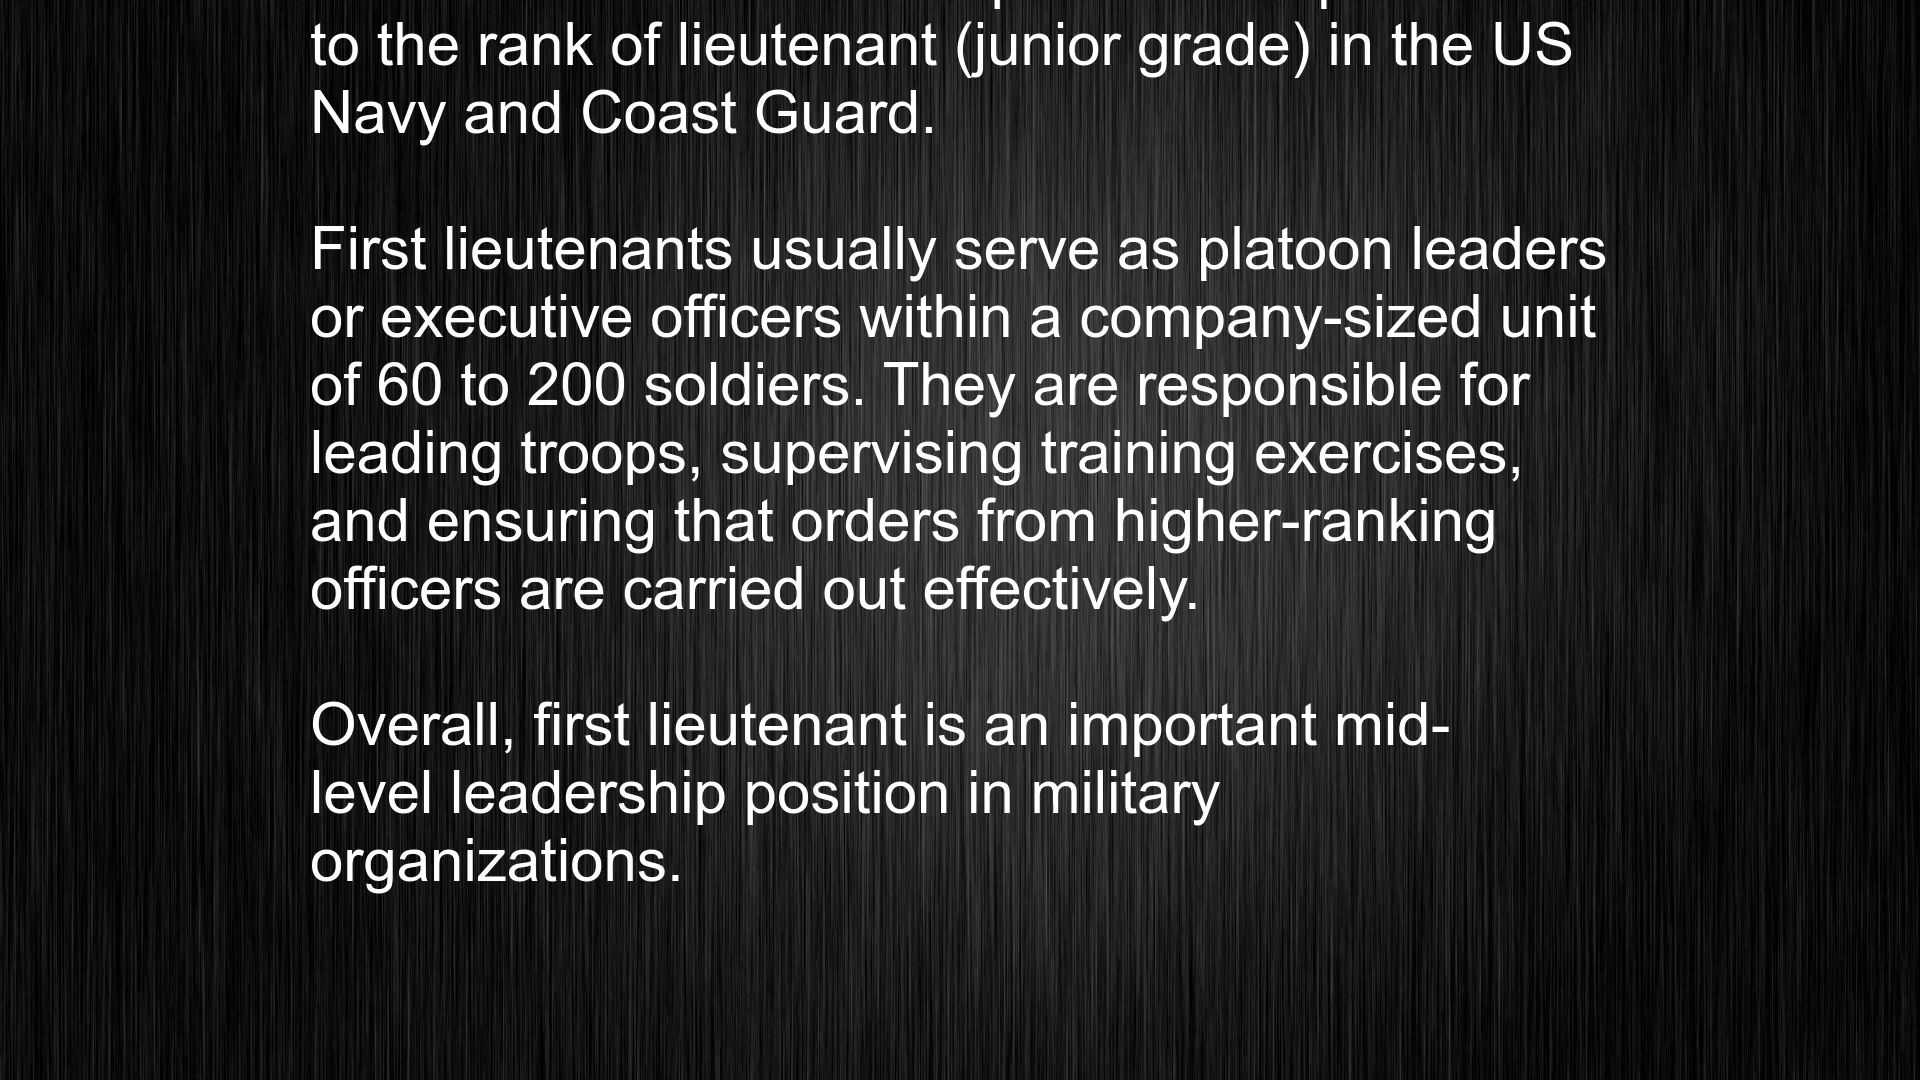 to the rank of lieutenant (junior grade) in the US
Navy and Coast Guard.
First lieutenants usually serve as platoon leaders
or executive officers within a company-sized unit
of 60 to 200 soldiers. They are responsible for
leading troops, supervising training exercises,
and ensuring that orders from higher-ranking
officers are carried out effectively.
Overall, first lieutenant is an important mid-
level leadership position in military
organizations.